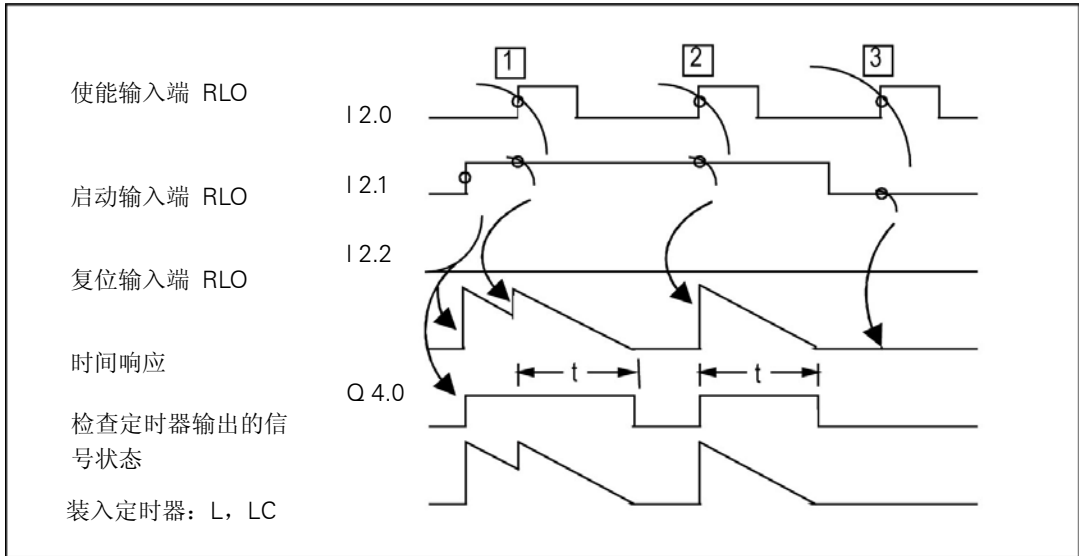 1 2 3
使能输入端 RLO
I 2.0
启动输入端 RLO
I 2.1
I 2.2
复位输入端 RLO
时间响应
t t
Q 4.0
检查定时器输出的信
号状态
装入定时器：L，LC